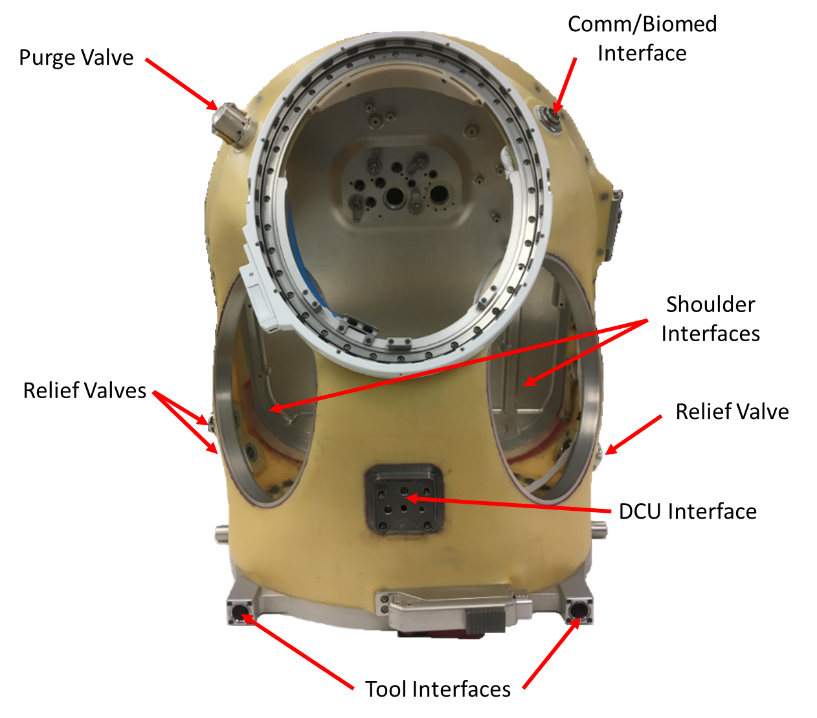 Comm/Biomed
Interface
Purge Valve
Shoulder
Interfaces
Relief Valves
Relief Valve
DCU Interface
Tool Interfaces